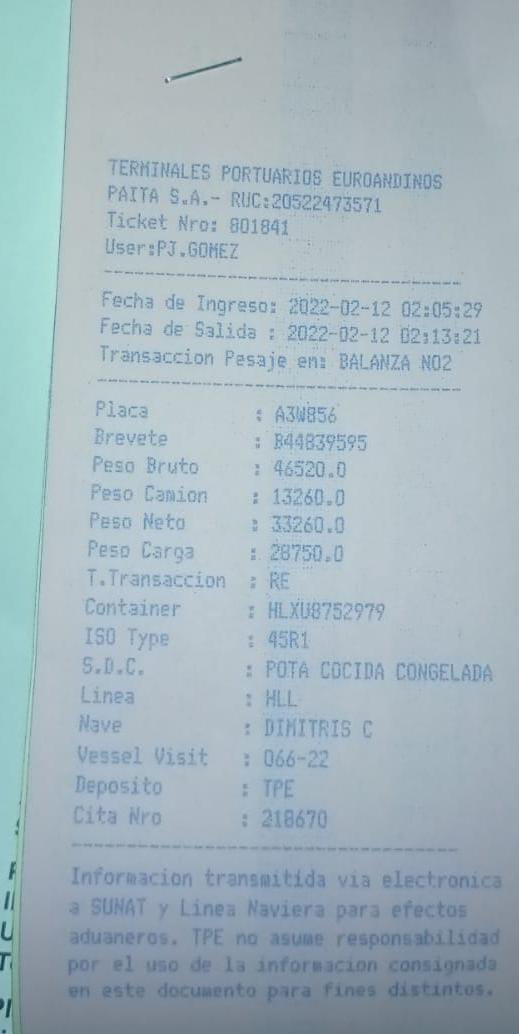 TERMINALES PORTUARIOS EUROANDINOS
PAITA S.A.- RUC:20522473571
Ticket Nro: 801841
User:PJ.GOMEZ
Fecha de Ingreso: 2022-02-12 02:05:29
Fecha de Salida : 2022-02-12 02:13:21
Transaccion Pesaje en: BALANZA NO2
Placa : A3W856
Brevete : B44839595
Peso Bruto : 46520.0
Peso Camion : 13260.0
Peso Neto : 33260.0
Peso Carga : 28750.0
T.Transaccion : RE
Container : HLXU8752979
ISO Type : 45R1
S.D.C. : POTA COCIDA CONGELADA
Linea : HLL
Nave : DIMITRIS C
Vessel Visit : 066-22
Deposito : TPE
Cita Nro : 218670
Informacion transmitida via electronica
a SUNAT y Linea Naviera para efectos
aduaneros. TPE no asume responsabilidad
por el uso de la informacion consignada
en este documento para fines distintos.